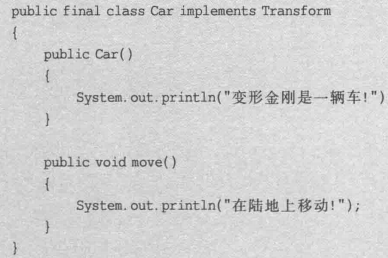 public final class Car implements Transform
{
    public Car()
    {
        System.out.println("变形金刚是一辆车!")
    }

    public void move()
    {
        System.out.println("在陆地上移动!");
    }
}